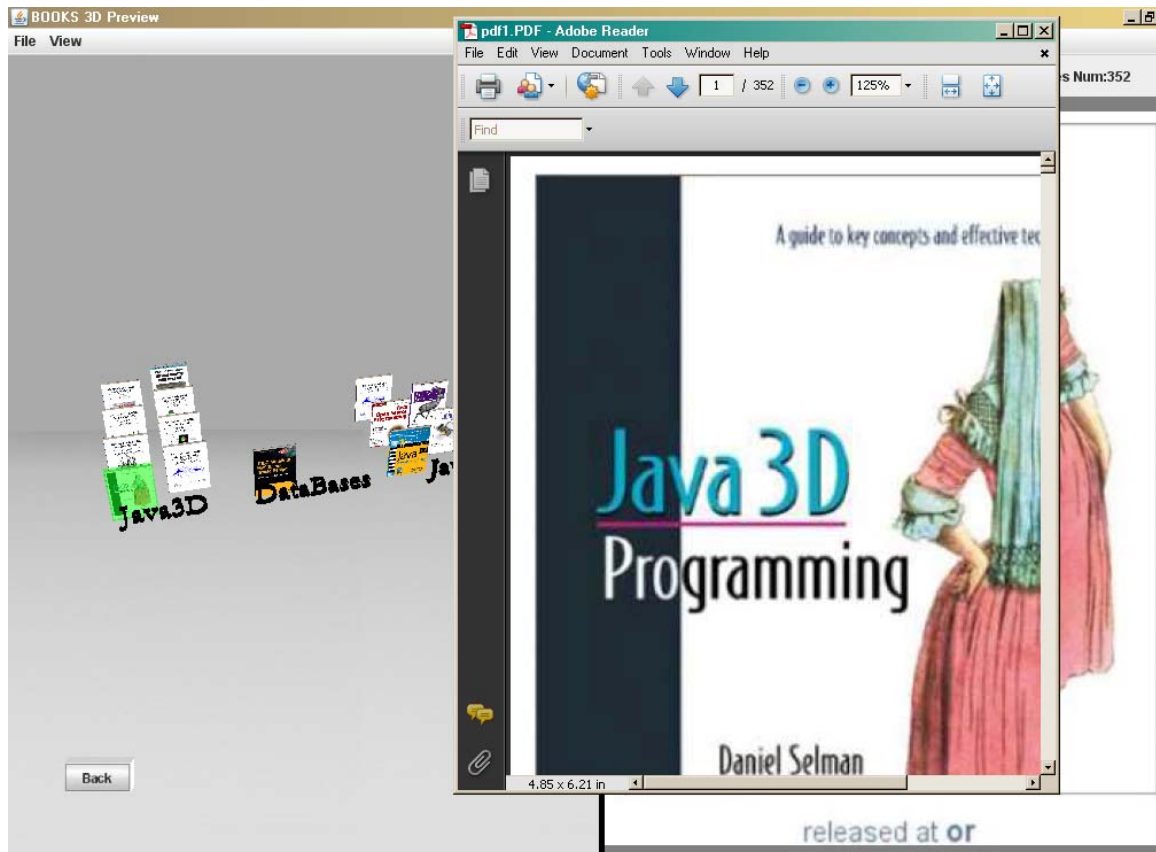 BOOKS 3D Preview
File View
s Num:352
pdf1.PDF - Adobe Reader
File Edit View Document Tools Window Help
1 / 352 125%
Find
A guide to key concepts and effective tec
Java 3D
Programming
Daniel Selman
4.85 x 6.21 in
Java3D
DataBases
Jav
Java
Back
released at or